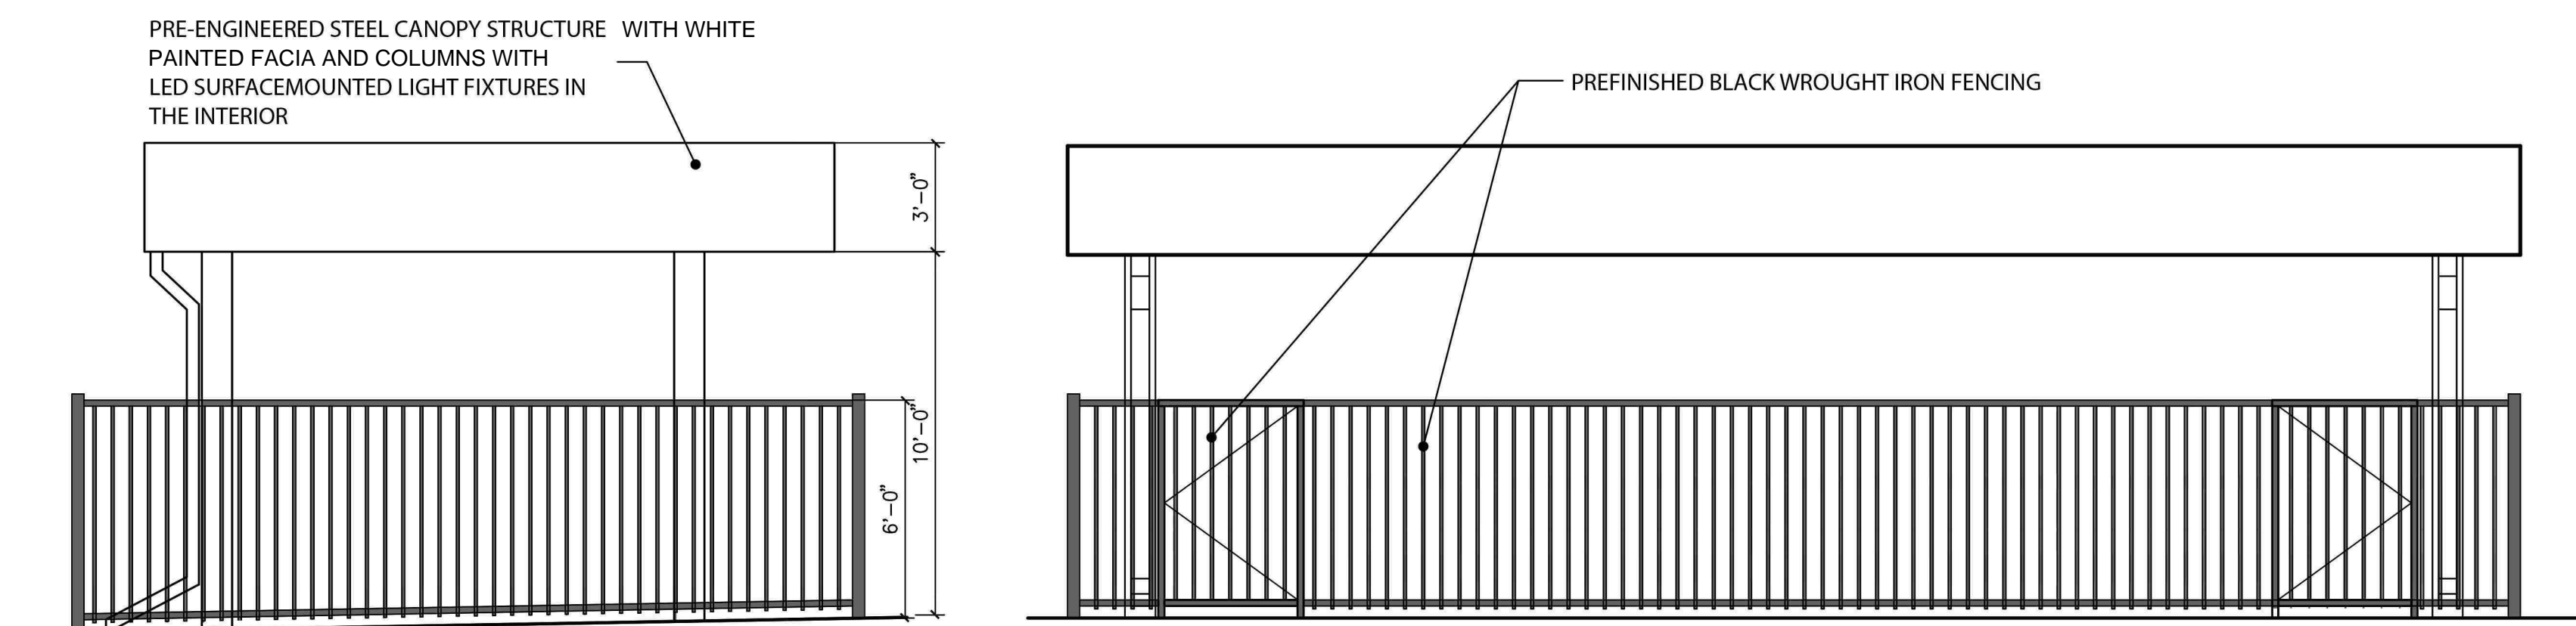 PRE-ENGINEERED STEEL CANOPY STRUCTURE WITH WHITE
PAINTED FACIA AND COLUMNS WITH
LED SURFACEMOUNTED LIGHT FIXTURES IN
THE INTERIOR
PREFINISHED BLACK WROUGHT IRON FENCING
3'-0"
10'-0"
6'-0"